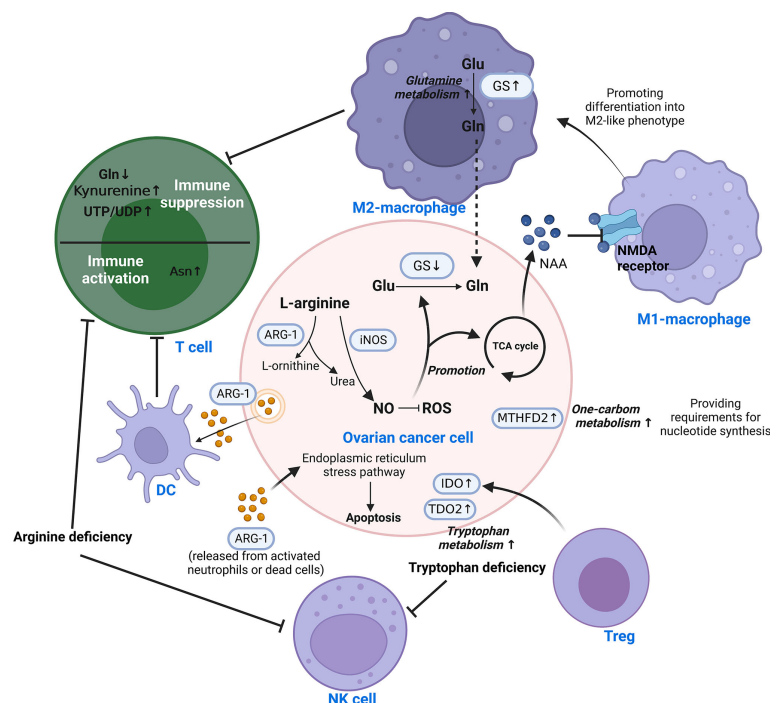 Glu
Glutamine
metabolism ↑
GS↑
Gln
M2-macrophage
Promoting
differentiation into
M2-like phenotype
Gln↓
Kynurenine↑
UTP/UDP↑
Immune
suppression
Immune
activation
Asn↑
T cell
NAA
NMDA
receptor
M1-macrophage
GS↓
Glu
Gln
L-arginine
ARG-1
iNOS
L-ornithine
Urea
TCA cycle
Promotion
NO
ROS
Ovarian cancer cell
MTHFD2↑
One-carbom
metabolism ↑
Providing
requirements for
nucleotide synthesis
ARG-1
DC
Endoplasmic reticulum
stress pathway
Apoptosis
IDO↑
TDO2↑
Tryptophan
metabolism ↑
Tryptophan deficiency
Arginine deficiency
ARG-1
(released from activated
neutrophils or dead cells)
Treg
NK cell